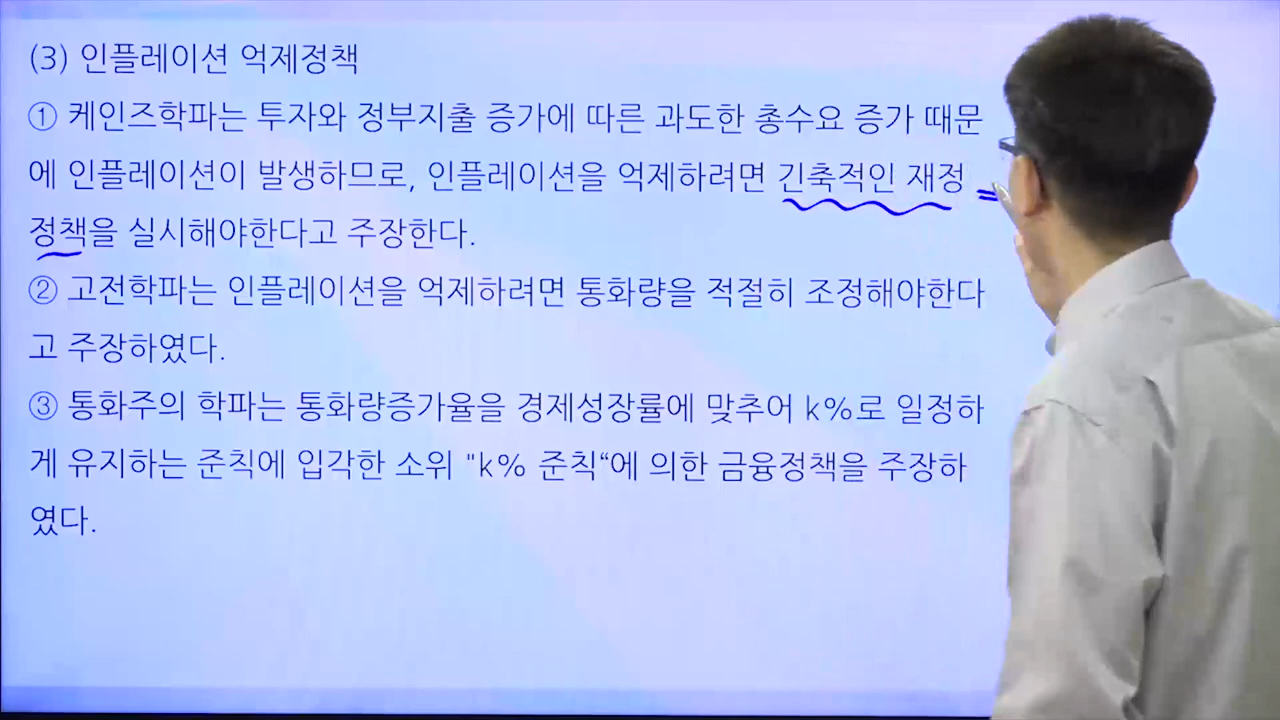 (3) 인플레이션 억제정책
① 케인즈학파는 투자와 정부지출 증가에 따른 과도한 총수요 증가 때문
에 인플레이션이 발생하므로, 인플레이션을 억제하려면 긴축적인 재정
정책을 실시해야한다고 주장한다.
② 고전학파는 인플레이션을 억제하려면 통화량을 적절히 조정해야한다
고 주장하였다.
③ 통화주의 학파는 통화량증가율을 경제성장률에 맞추어 k%로 일정하
게 유지하는 준칙에 입각한 소위 "k% 준칙“에 의한 금융정책을 주장하
였다.